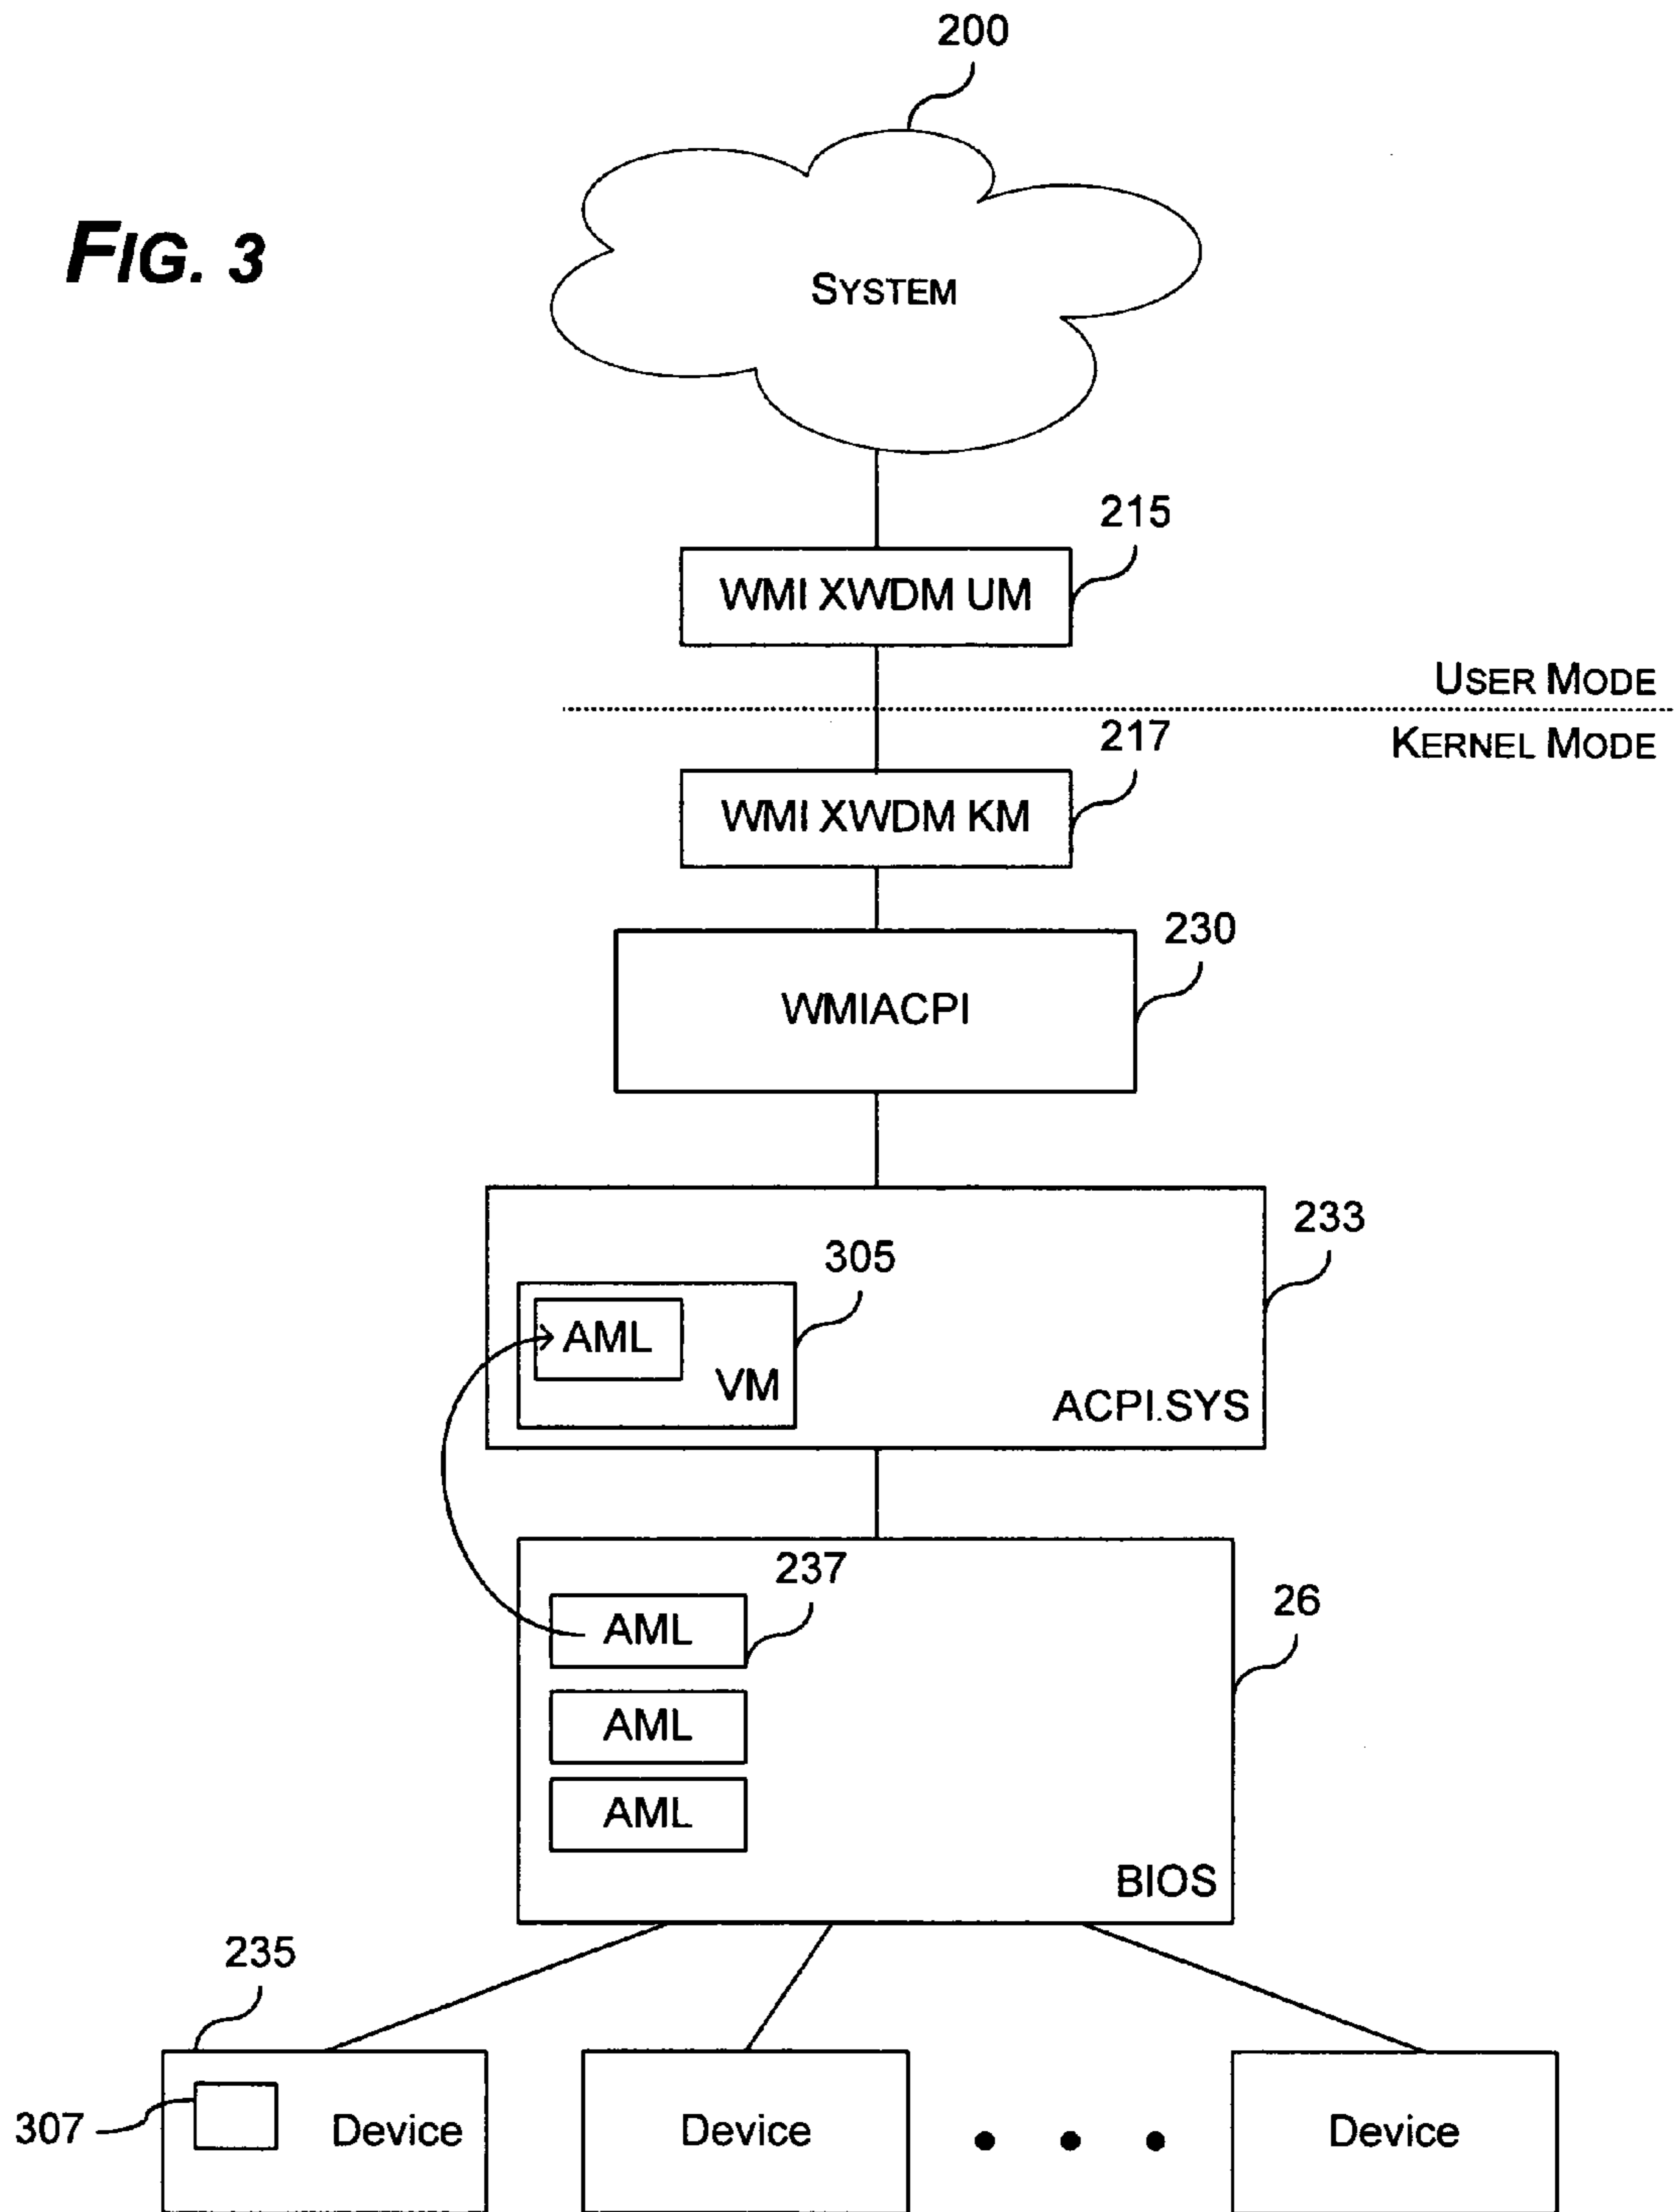 200
FIG. 3
SYSTEM
215
WMI XWDM UM
USER MODE
KERNEL MODE
217
WMI XWDM KM
230
WMIACPI
233
305
AML
VM
ACPI.SYS
237
26
AML
AML
AML
BIOS
235
307
Device
Device
• • •
Device